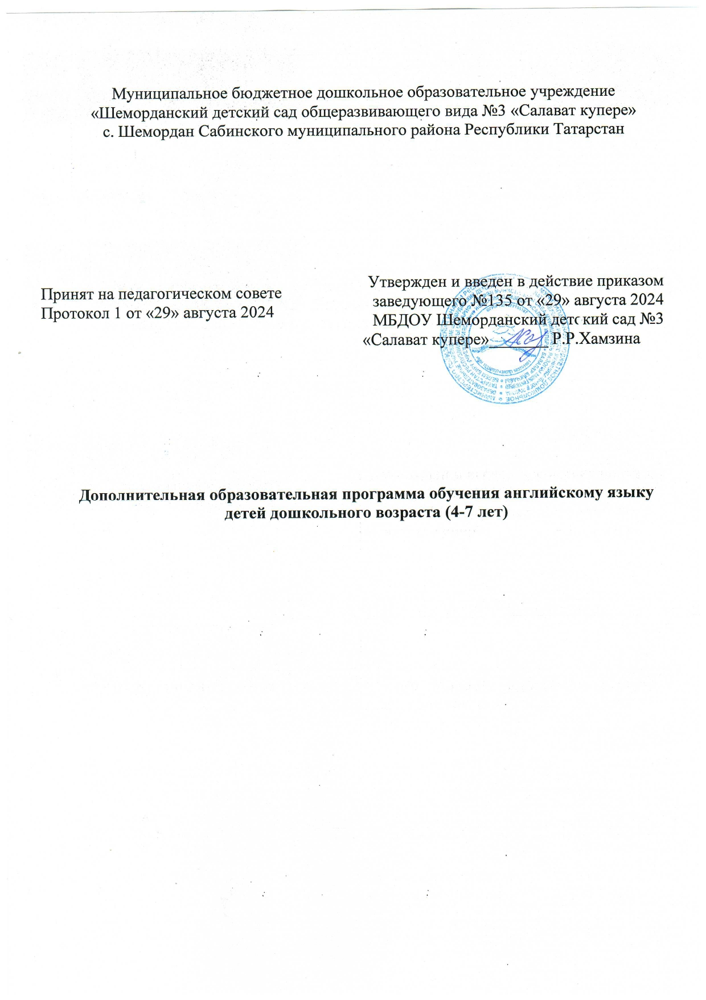 Муниципальное бюджетное дошкольное образовательное учреждение
«Шеморданский детский сад общеразвивающего вида №3 «Салават купере»
с. Шемордан Сабинского муниципального района Республики Татарстан
Принят на педагогическом совете
Протокол 1 от «29» августа 2024
Утвержден и введен в действие приказом
заведующего №135 от «29» августа 2024
МБДОУ Шеморданский детский сад №3
«Салават купере»________ Р.Р.Хамзина
Дополнительная образовательная программа обучения английскому языку
детей дошкольного возраста (4-7 лет)